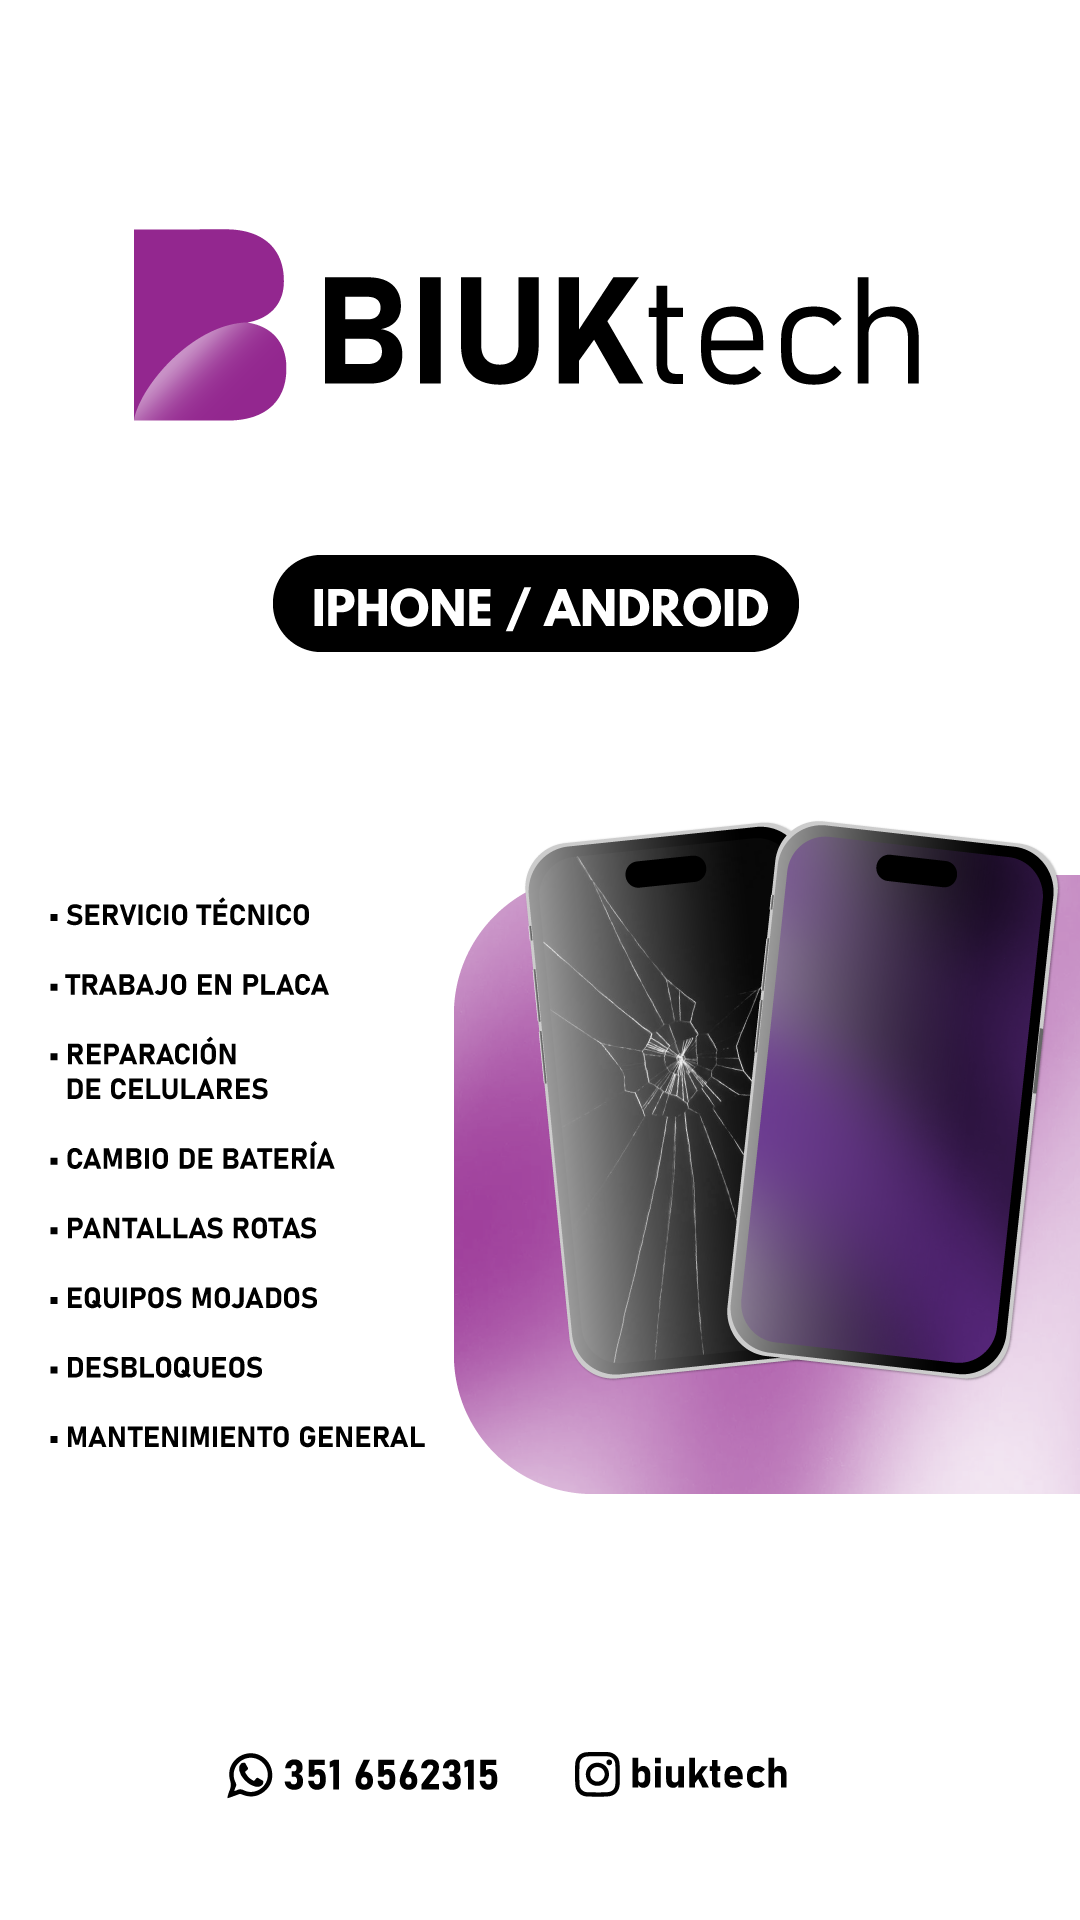 BIUKtech
IPHONE / ANDROID
▪ SERVICIO TÉCNICO
▪ TRABAJO EN PLACA
▪ REPARACIÓN
DE CELULARES
▪ CAMBIO DE BATERÍA
▪ PANTALLAS ROTAS
▪ EQUIPOS MOJADOS
▪ DESBLOQUEOS
▪ MANTENIMIENTO GENERAL
351 6562315
biuktech